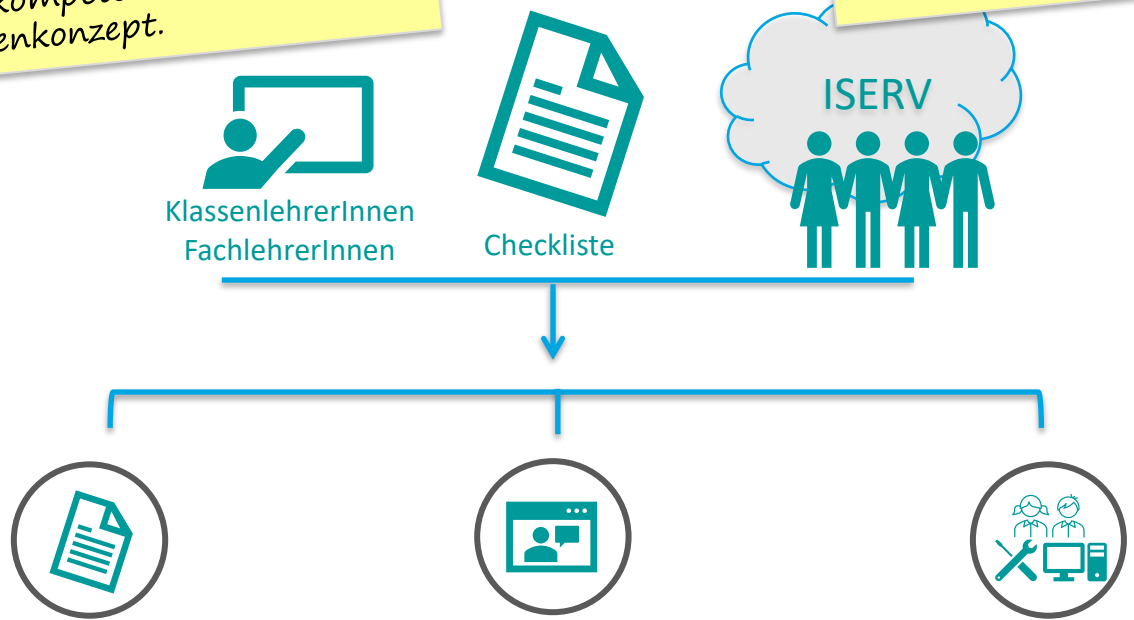 enkonzept.
ISERV
KlassenlehrerInnen
FachlehrerInnen
Checkliste